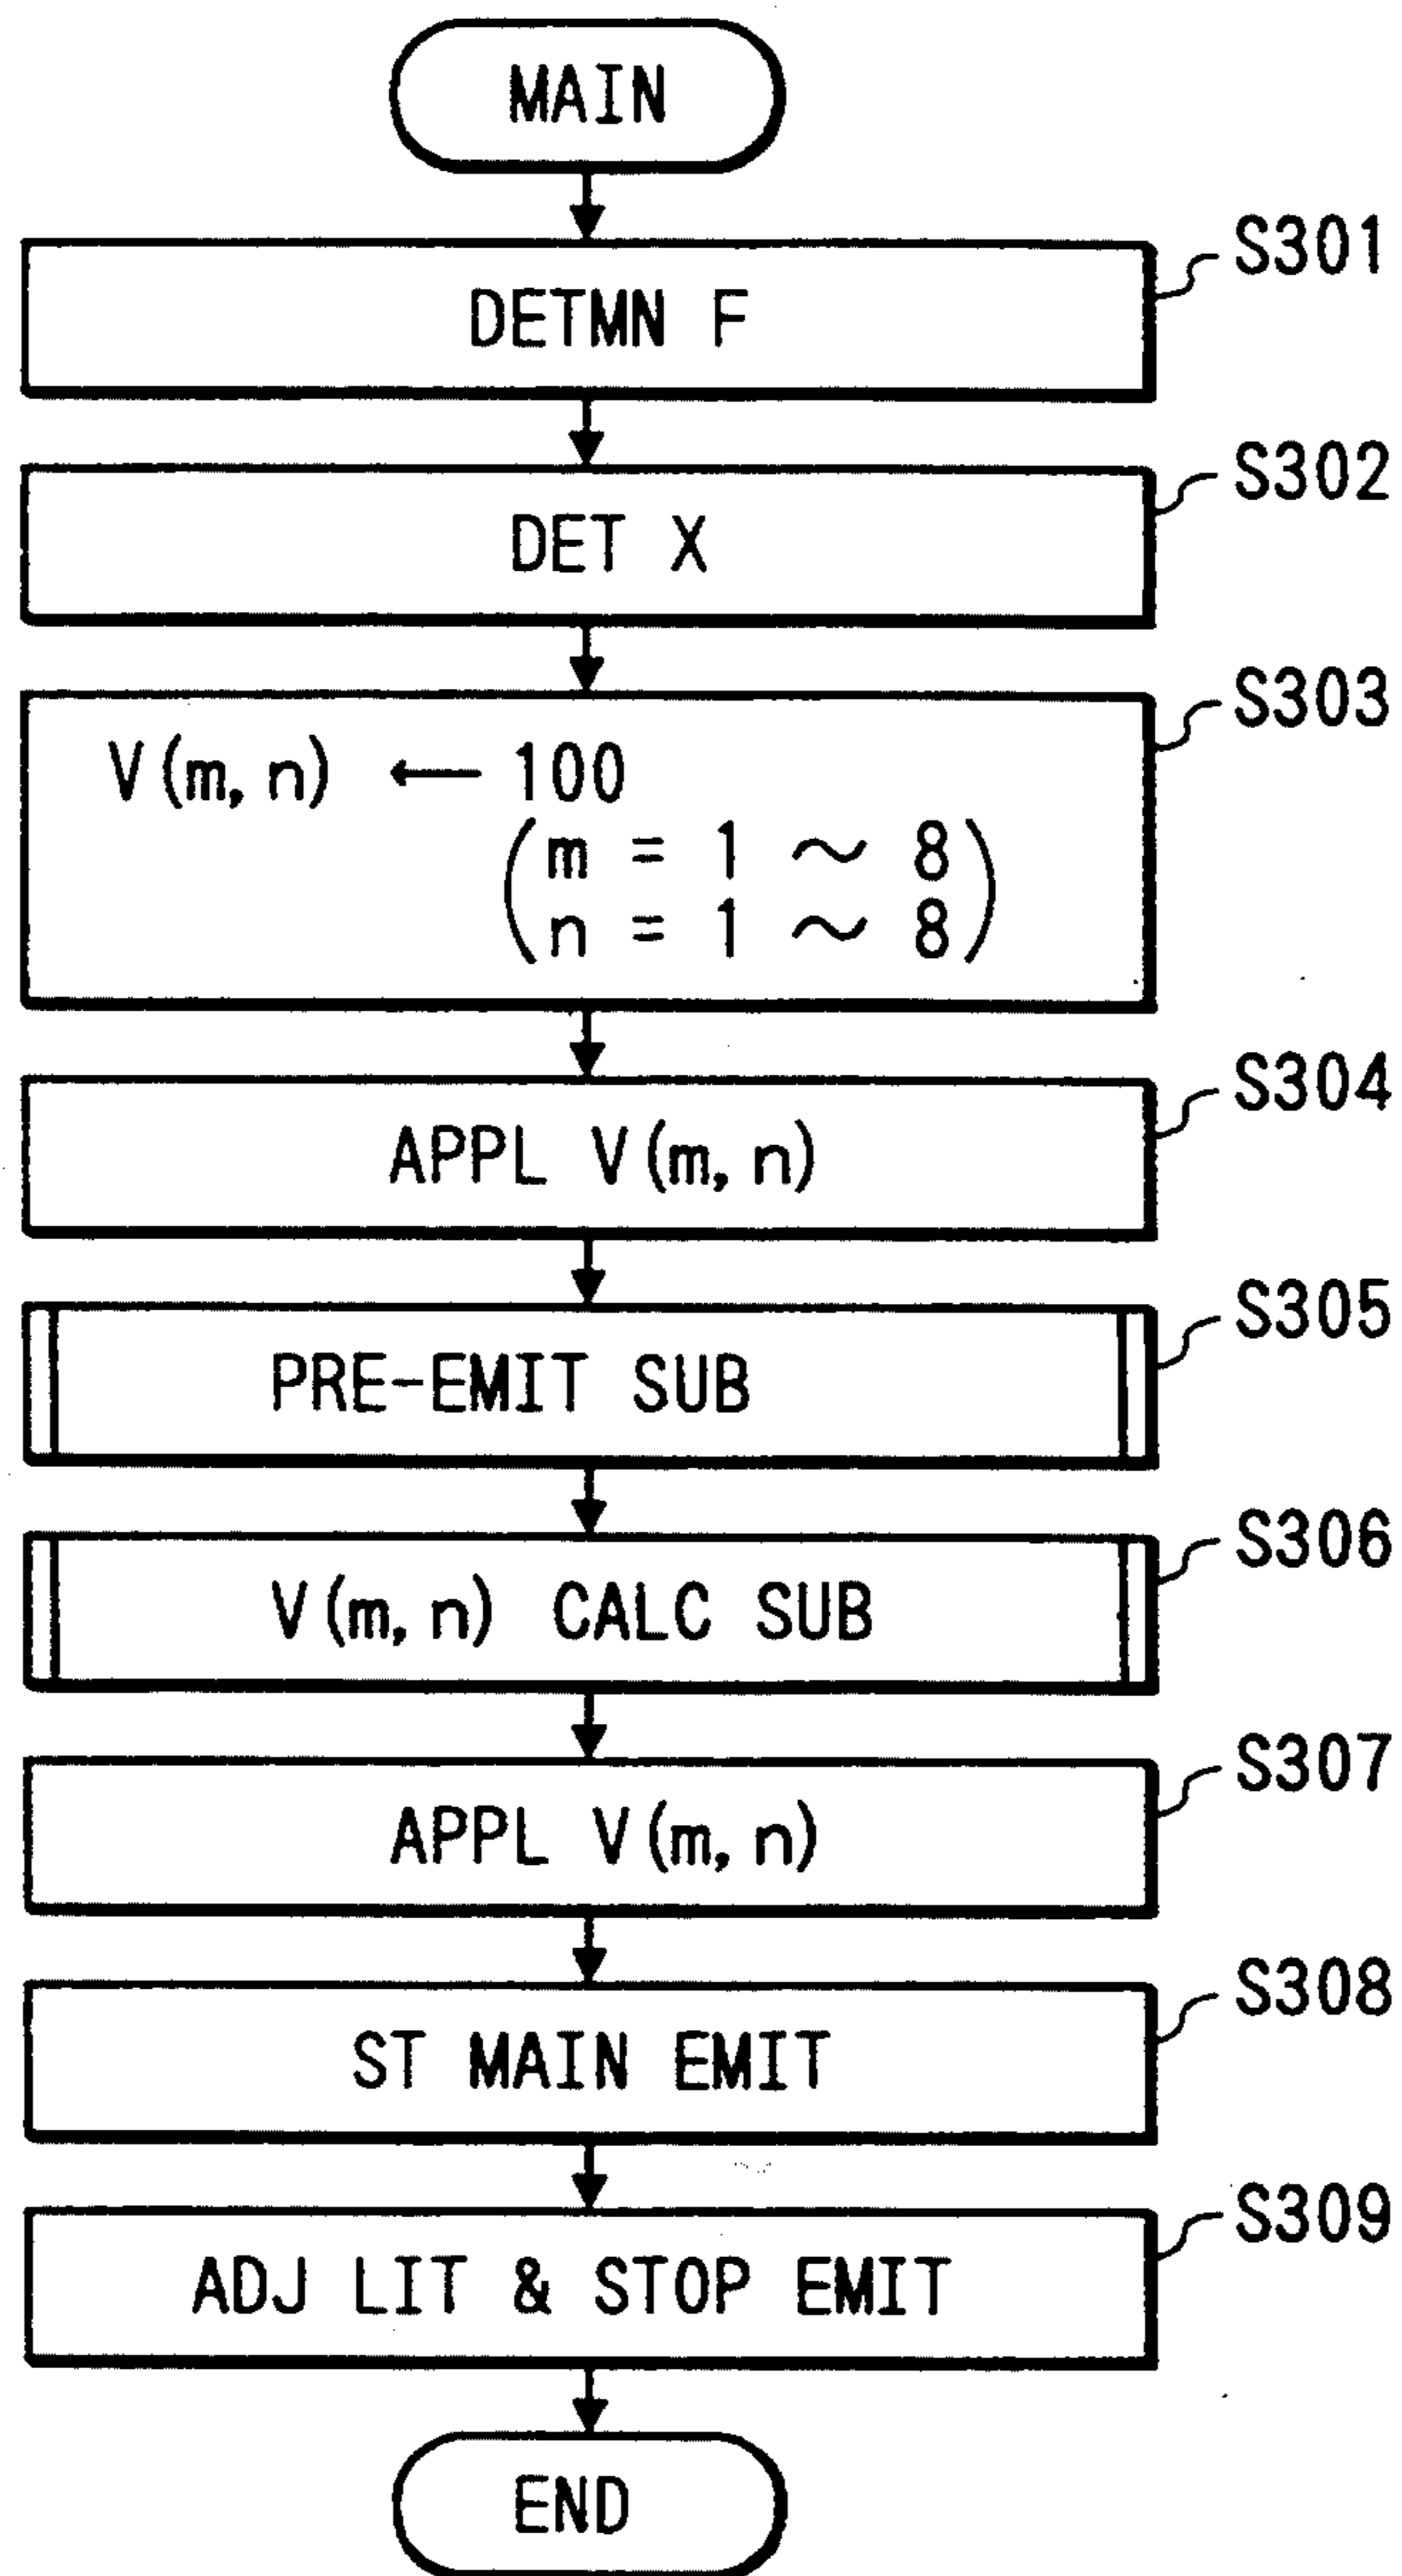 MAIN
S301
DETMN F
S302
DET X
S303
V(m, n) ← 100
(m = 1 ~ 8
n = 1 ~ 8)
S304
APPL V(m, n)
S305
PRE-EMIT SUB
S306
V(m, n) CALC SUB
S307
APPL V(m, n)
S308
ST MAIN EMIT
S309
ADJ LIT & STOP EMIT
END